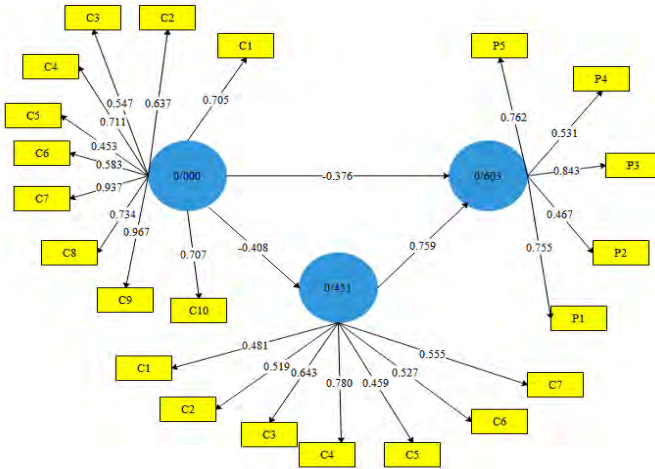 C3
C2
C1
C4
C5
C6
C7
C8
C9
C10
0.547
0.637
0.705
0.711
0.453
0.583
0.937
0.734
0.967
0.707
0/000
-0.376
-0.408
0/451
0.759
0/603
P5
P4
P3
P2
P1
0.762
0.531
0.843
0.467
0.755
0.481
0.519
0.643
0.780
0.459
0.527
0.555
C1
C2
C3
C4
C5
C6
C7